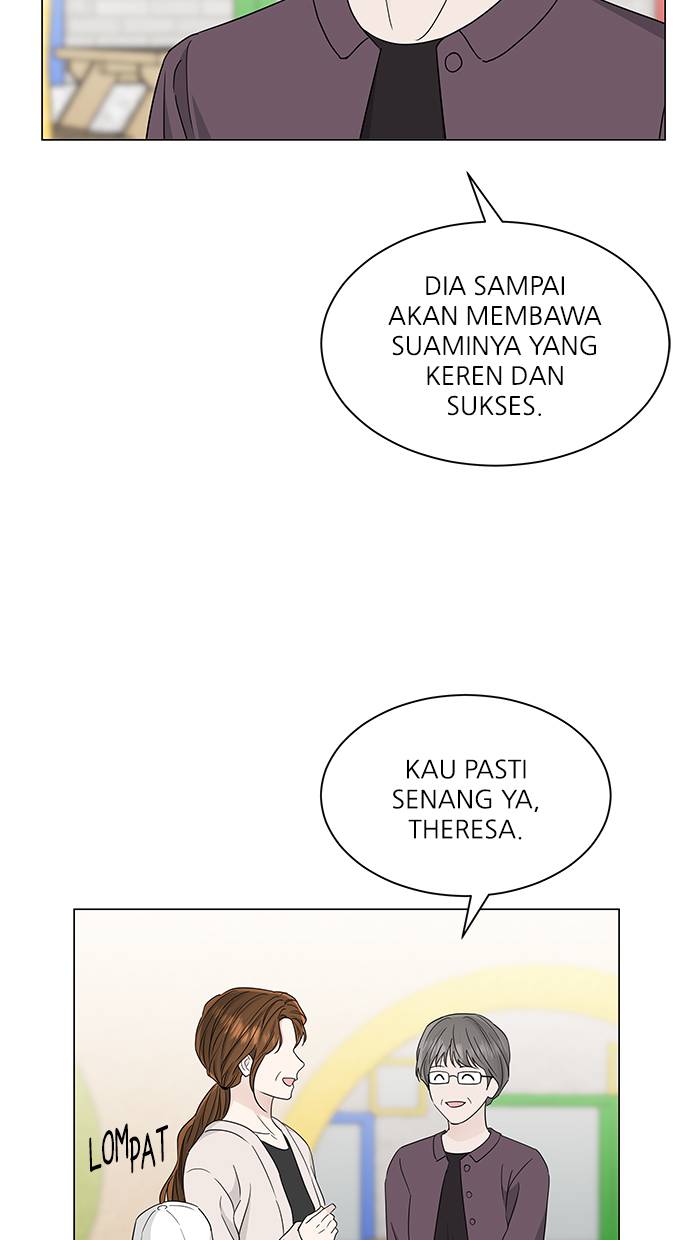 DIA SAMPAI
AKAN MEMBAWA
SUAMINYA YANG
KEREN DAN
SUKSES.
KAU PASTI
SENANG YA,
THERESA.
LOMPAT